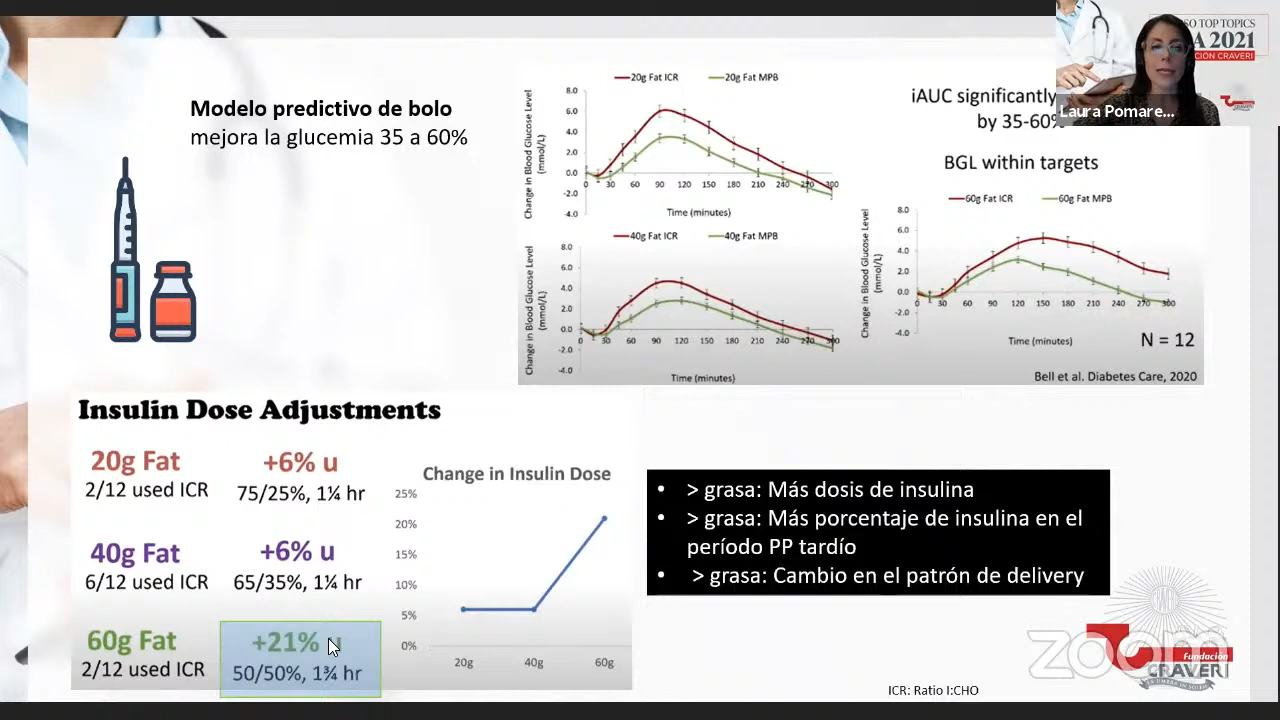 Modelo predictivo de bolo
mejora la glucemia 35 a 60%
20g Fat ICR 20g Fat MPB
Change in Blood Glucose Level
(mmol/L)
8.0
6.0
4.0
2.0
0.0
-2.0
-4.0
0 30 60 90 120 150 180 210 240 270 300
Time (minutes)
40g Fat ICR 40g Fat MPB
Change in Blood Glucose Level
(mmol/L)
8.0
6.0
4.0
2.0
0.0
-2.0
-4.0
0 30 60 90 120 150 180 210 240 270 300
Time (minutes)
iAUC significantly
by 35-60%
BGL within targets
60g Fat ICR 60g Fat MPB
Change in Blood Glucose Level
(mmol/L)
8.0
6.0
4.0
2.0
0.0
-2.0
-4.0
0 30 60 90 120 150 180 210 240 270 300
Time (minutes)
N = 12
Bell et al. Diabetes Care, 2020
SO TOP TOPICS
A 2021
CIÓN CRAVERI
Laura Pomare...
Insulin Dose Adjustments
20g Fat +6% u
2/12 used ICR 75/25%, 1¼ hr
40g Fat +6% u
6/12 used ICR 65/35%, 1¼ hr
60g Fat +21% u
2/12 used ICR 50/50%, 1¾ hr
Change in Insulin Dose
25%
20%
15%
10%
5%
0%
20g 40g 60g
• > grasa: Más dosis de insulina
• > grasa: Más porcentaje de insulina en el
período PP tardío
• > grasa: Cambio en el patrón de delivery
zoom
Fundación
CRAVERI
ICR: Ratio I:CHO